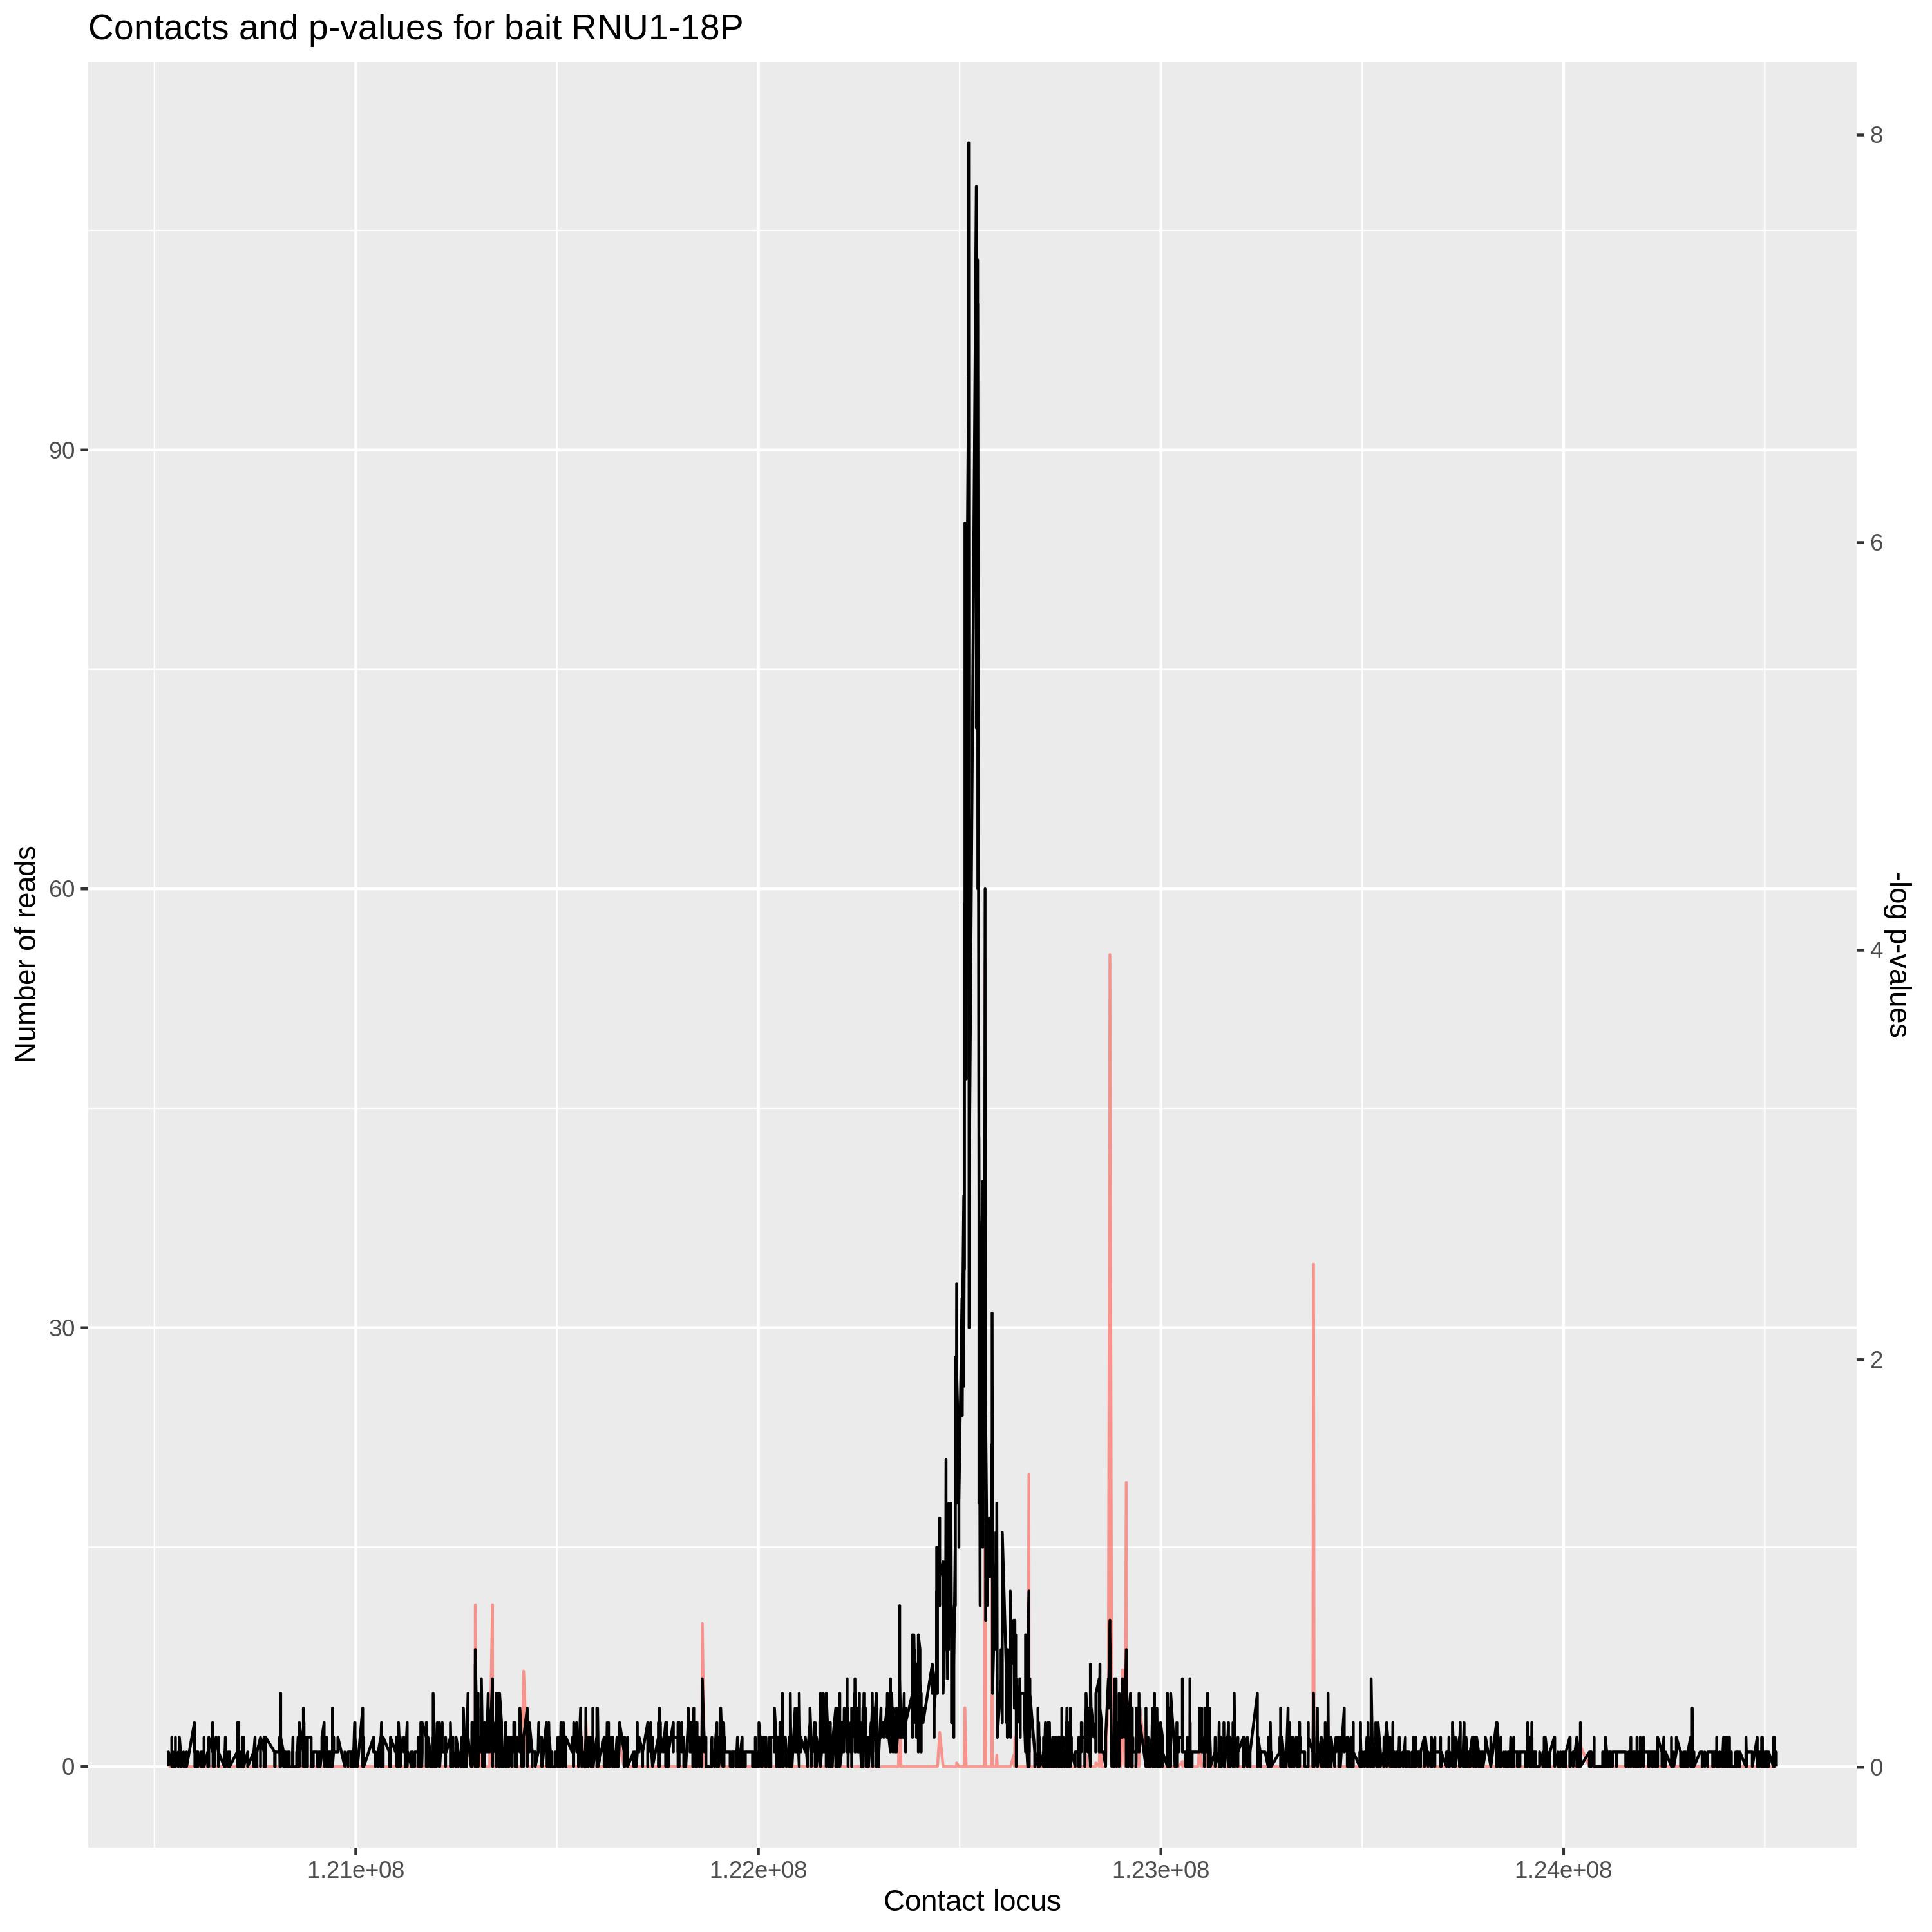 Contacts and p-values for bait RNU1-18P
8
90
6
Number of reads
60
-log p-values
4
30
2
0
0
1.21e+08
1.22e+08
1.23e+08
1.24e+08
Contact locus